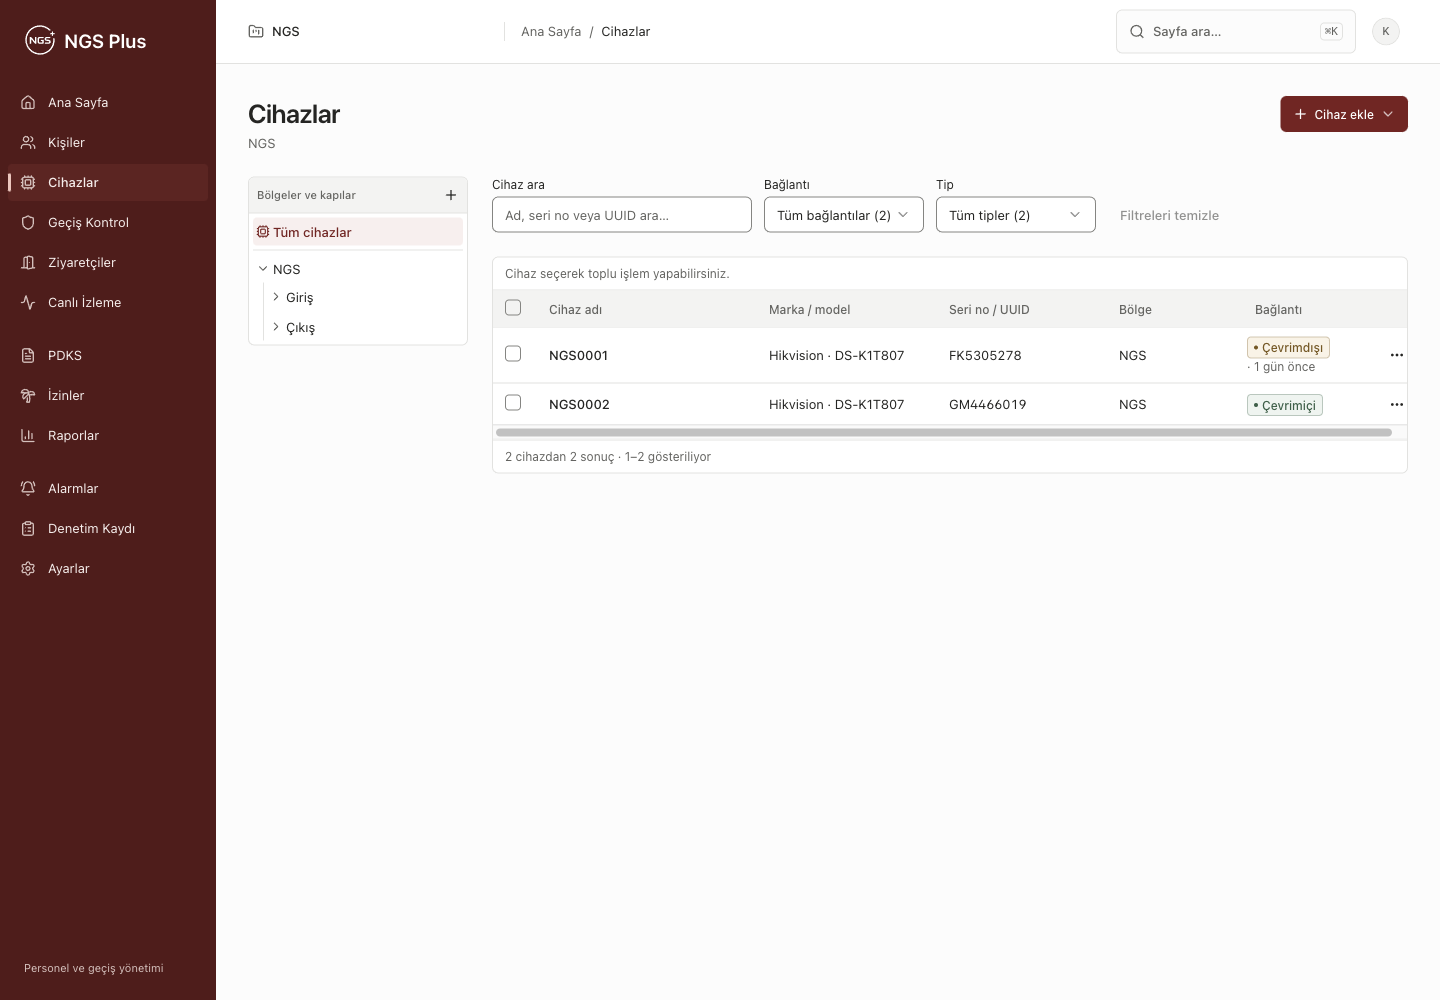 NGS
NGS Plus
Ana Sayfa
Kişiler
Cihazlar
Geçiş Kontrol
Ziyaretçiler
Canlı İzleme
PDKS
İzinler
Raporlar
Alarmlar
Denetim Kaydı
Ayarlar
Personel ve geçiş yönetimi
NGS
Ana Sayfa / Cihazlar
Sayfa ara... ⌘K
K
Cihazlar
NGS
Cihaz ekle
Bölgeler ve kapılar
Tüm cihazlar
NGS
Giriş
Çıkış
Cihaz ara
Ad, seri no veya UUID ara...
Bağlantı
Tüm bağlantılar (2)
Tip
Tüm tipler (2)
Filtreleri temizle
Cihaz seçerek toplu işlem yapabilirsiniz.
Cihaz adı Marka / model Seri no / UUID Bölge Bağlantı
NGS0001 Hikvision · DS-K1T807 FK5305278 NGS • Çevrimdışı
· 1 gün önce
NGS0002 Hikvision · DS-K1T807 GM4466019 NGS • Çevrimiçi
2 cihazdan 2 sonuç · 1–2 gösteriliyor